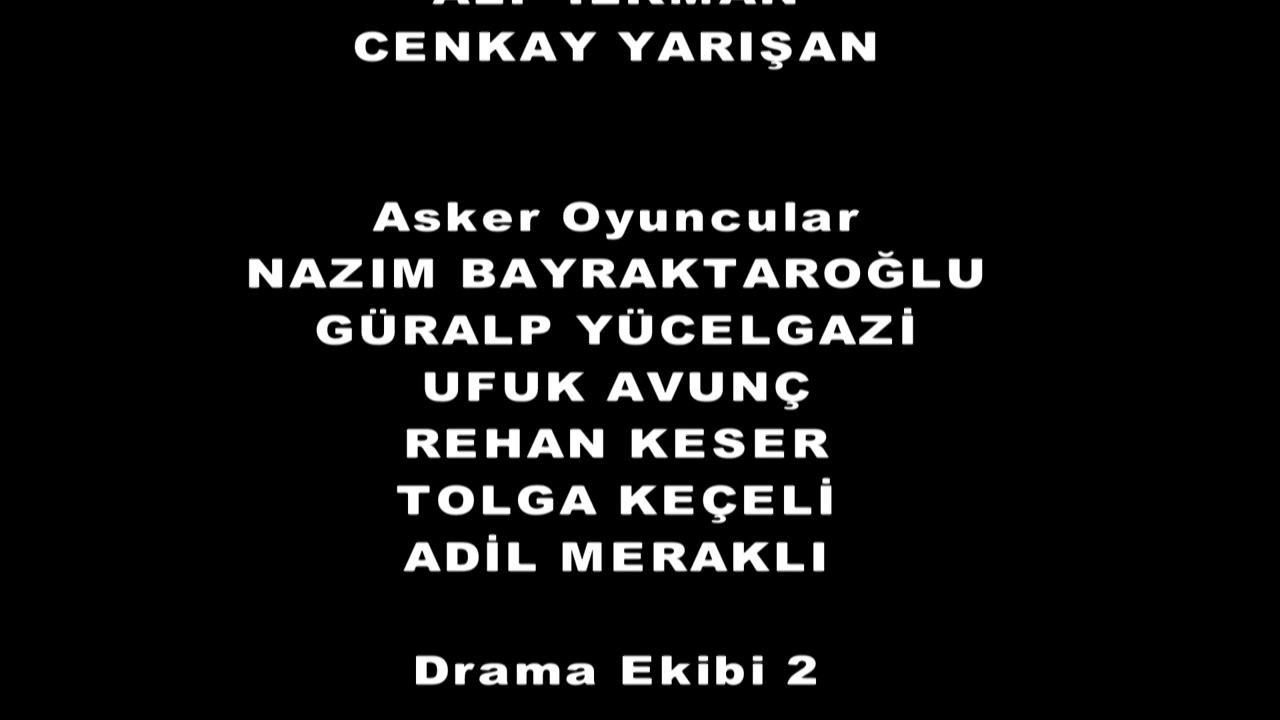 CENKAY YARIŞAN
Asker Oyuncular
NAZIM BAYRAKTAROĞLU
GÜRALP YÜCELGAZİ
UFUK AVUNÇ
REHAN KESER
TOLGA KEÇELİ
ADİL MERAKLI
Drama Ekibi 2